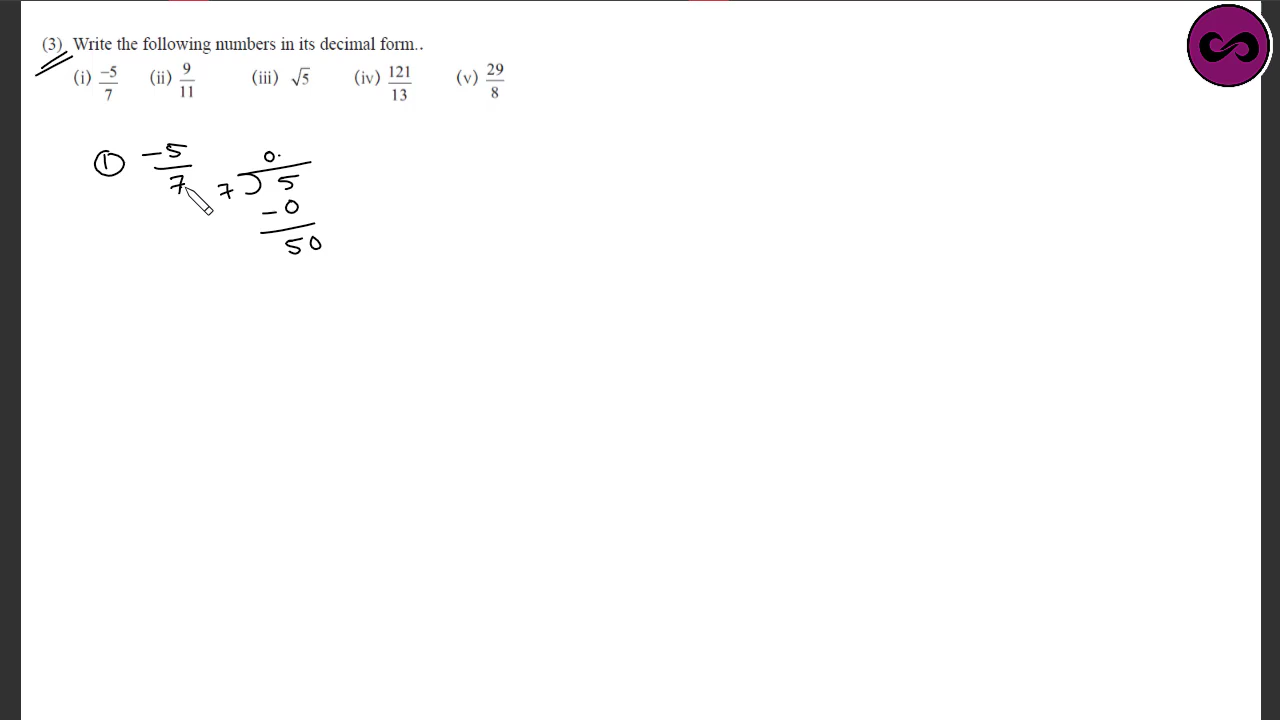 (3) Write the following numbers in its decimal form..
(i) −5/7 (ii) 9/11 (iii) √5 (iv) 121/13 (v) 29/8
① −5/7
0.
7 ) 5
− 0
50